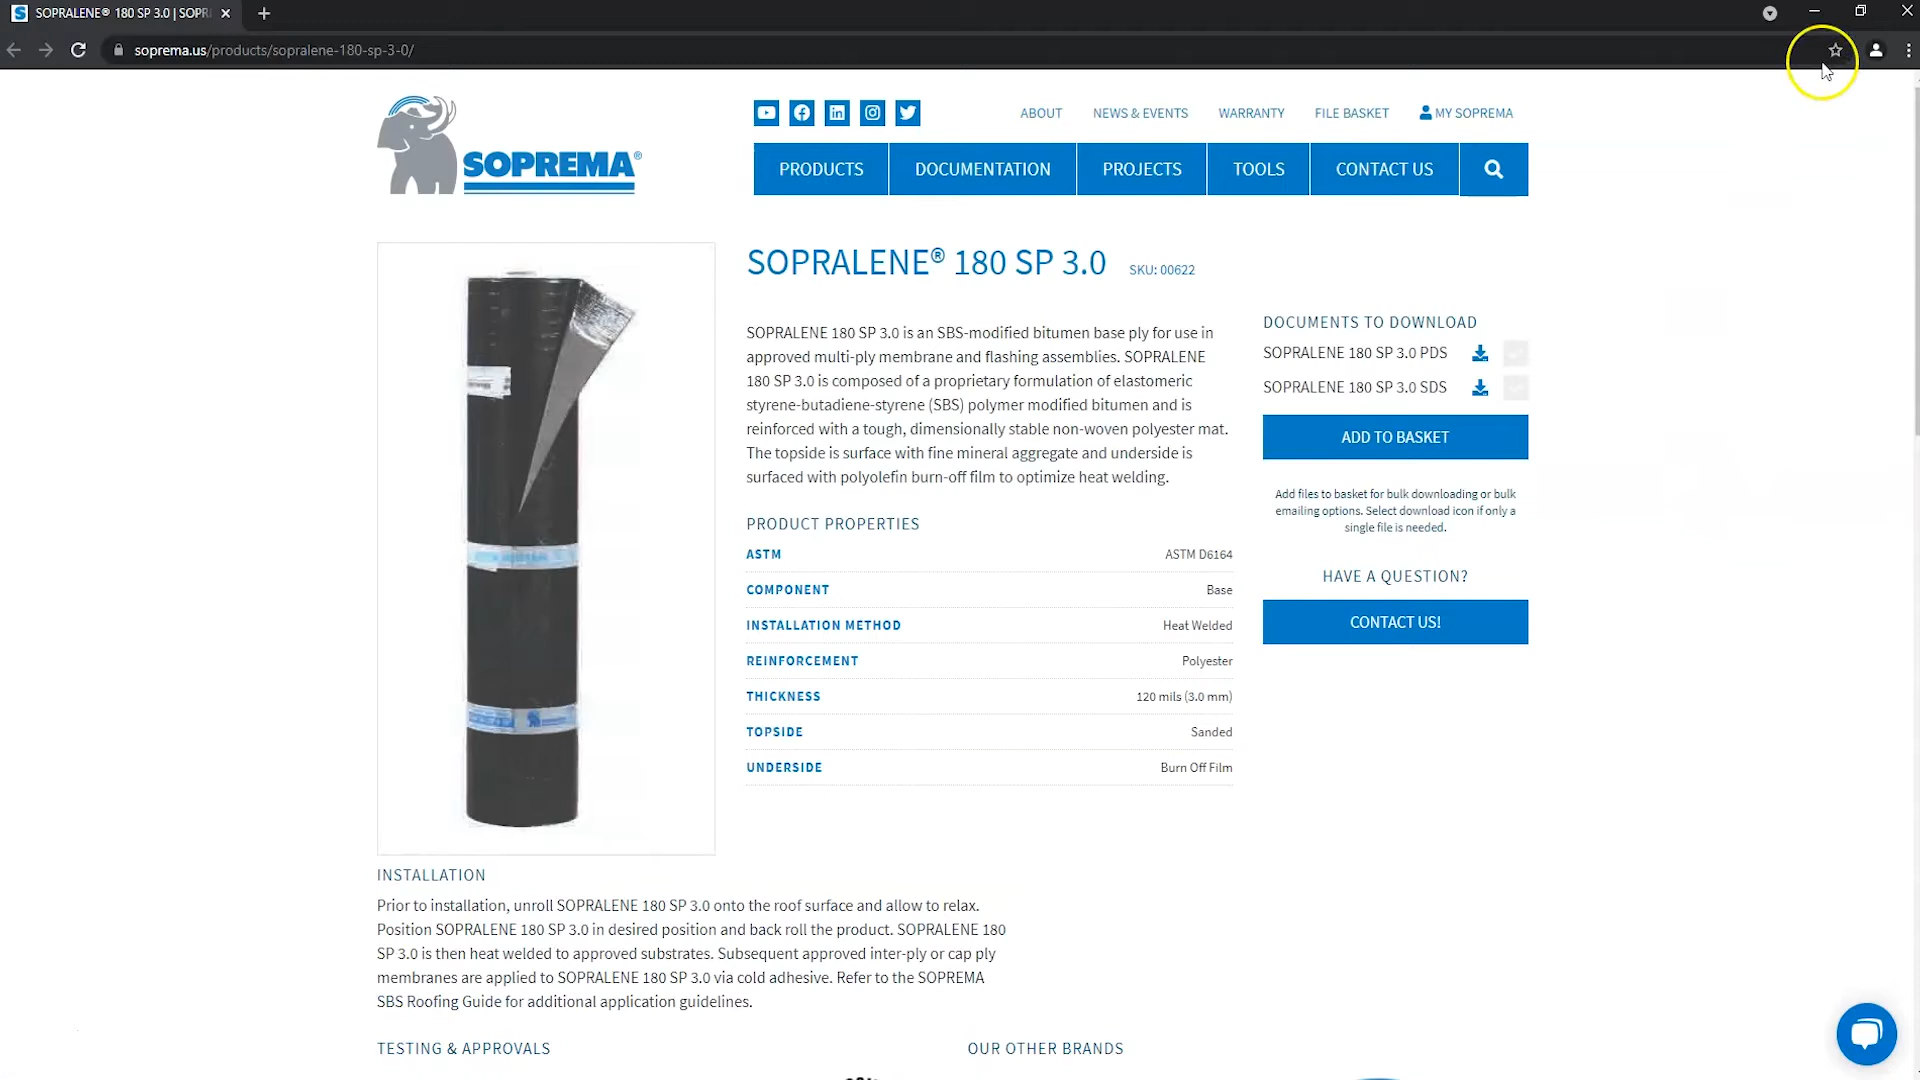 SOPRALENE® 180 SP 3.0 | SOPR
soprema.us/products/sopralene-180-sp-3-0/
ABOUT
NEWS & EVENTS
WARRANTY
FILE BASKET
MY SOPREMA
SOPREMA®
PRODUCTS
DOCUMENTATION
PROJECTS
TOOLS
CONTACT US
SOPRALENE® 180 SP 3.0
SKU: 00622
SOPRALENE 180 SP 3.0 is an SBS-modified bitumen base ply for use in
approved multi-ply membrane and flashing assemblies. SOPRALENE
180 SP 3.0 is composed of a proprietary formulation of elastomeric
styrene-butadiene-styrene (SBS) polymer modified bitumen and is
reinforced with a tough, dimensionally stable non-woven polyester mat.
The topside is surface with fine mineral aggregate and underside is
surfaced with polyolefin burn-off film to optimize heat welding.
PRODUCT PROPERTIES
ASTM ASTM D6164
COMPONENT Base
INSTALLATION METHOD Heat Welded
REINFORCEMENT Polyester
THICKNESS 120 mils (3.0 mm)
TOPSIDE Sanded
UNDERSIDE Burn Off Film
DOCUMENTS TO DOWNLOAD
SOPRALENE 180 SP 3.0 PDS
SOPRALENE 180 SP 3.0 SDS
ADD TO BASKET
Add files to basket for bulk downloading or bulk
emailing options. Select download icon if only a
single file is needed.
HAVE A QUESTION?
CONTACT US!
INSTALLATION
Prior to installation, unroll SOPRALENE 180 SP 3.0 onto the roof surface and allow to relax.
Position SOPRALENE 180 SP 3.0 in desired position and back roll the product. SOPRALENE 180
SP 3.0 is then heat welded to approved substrates. Subsequent approved inter-ply or cap ply
membranes are applied to SOPRALENE 180 SP 3.0 via cold adhesive. Refer to the SOPREMA
SBS Roofing Guide for additional application guidelines.
TESTING & APPROVALS
OUR OTHER BRANDS